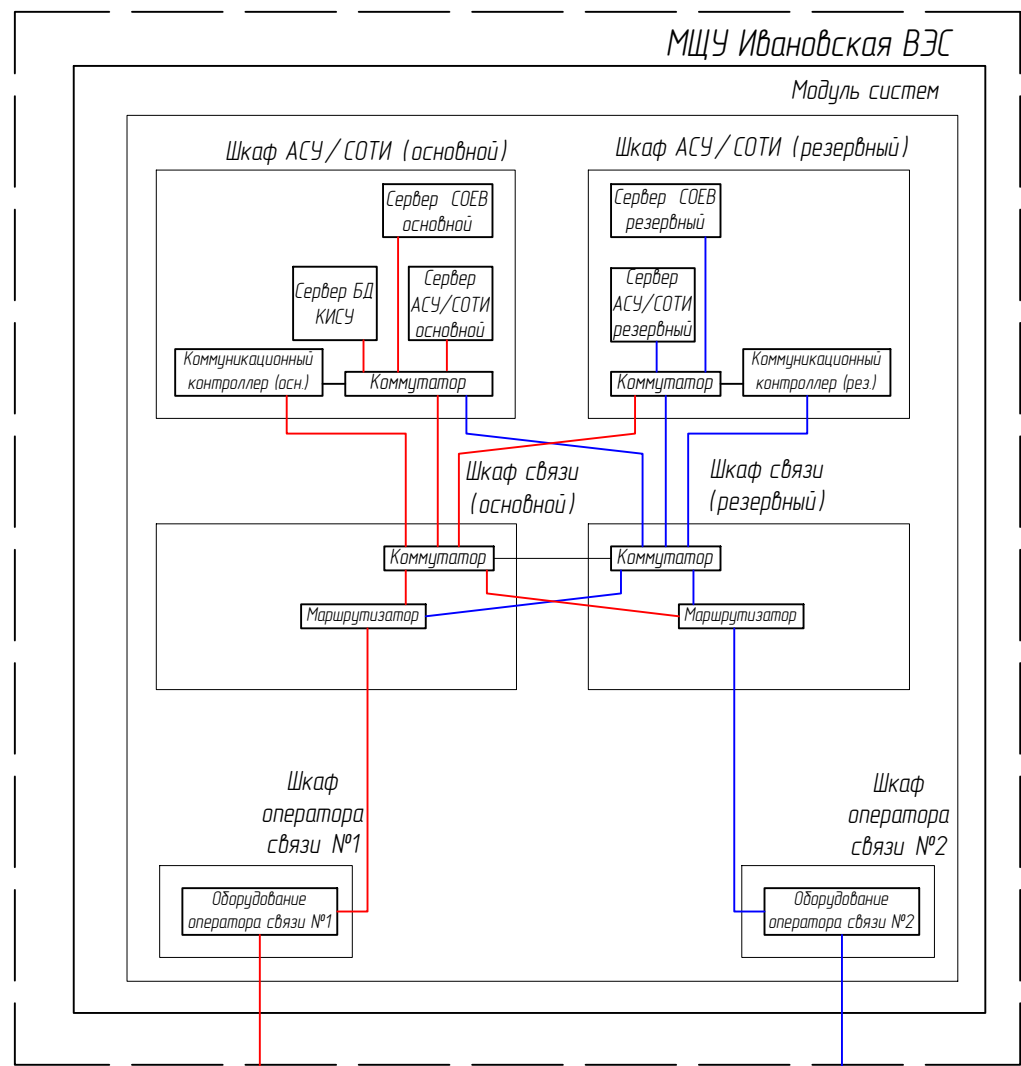 МЩУ Ивановская ВЭС
Модуль систем
Шкаф АСУ/СОТИ (основной)
Шкаф АСУ/СОТИ (резервный)
Сервер СОЕВ
основной
Сервер СОЕВ
резервный
Сервер БД
КИСУ
Сервер
АСУ/СОТИ
основной
Сервер
АСУ/СОТИ
резервный
Коммуникационный
контроллер (осн.)
Коммутатор
Коммутатор
Коммуникационный
контроллер (рез.)
Шкаф связи
(основной)
Шкаф связи
(резервный)
Коммутатор
Коммутатор
Маршрутизатор
Маршрутизатор
Шкаф
оператора
связи №1
Шкаф
оператора
связи №2
Оборудование
оператора связи №1
Оборудование
оператора связи №2